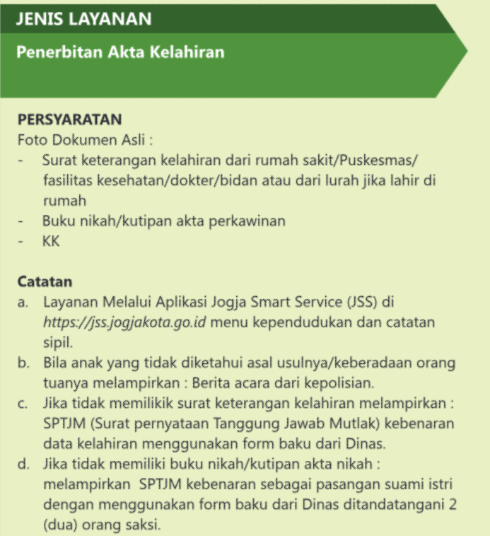 JENIS LAYANAN
Penerbitan Akta Kelahiran
PERSYARATAN
Foto Dokumen Asli :
- Surat keterangan kelahiran dari rumah sakit/Puskesmas/
fasilitas kesehatan/dokter/bidan atau dari lurah jika lahir di
rumah
- Buku nikah/kutipan akta perkawinan
- KK
Catatan
a. Layanan Melalui Aplikasi Jogja Smart Service (JSS) di
https://jss.jogjakota.go.id menu kependudukan dan catatan
sipil.
b. Bila anak yang tidak diketahui asal usulnya/keberadaan orang
tuanya melampirkan : Berita acara dari kepolisian.
c. Jika tidak memilikik surat keterangan kelahiran melampirkan :
SPTJM (Surat pernyataan Tanggung Jawab Mutlak) kebenaran
data kelahiran menggunakan form baku dari Dinas.
d. Jika tidak memiliki buku nikah/kutipan akta nikah :
melampirkan SPTJM kebenaran sebagai pasangan suami istri
dengan menggunakan form baku dari Dinas ditandatangani 2
(dua) orang saksi.